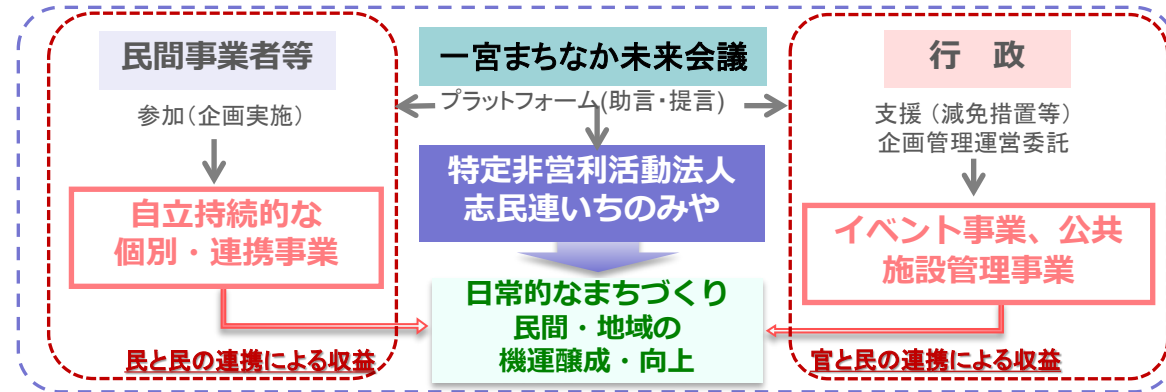 民間事業者等
参加(企画実施)
自立持続的な
個別・連携事業
民と民の連携による収益
一宮まちなか未来会議
プラットフォーム(助言・提言)
特定非営利活動法人
志民連いちのみや
日常的なまちづくり
民間・地域の
機運醸成・向上
行　政
支援（減免措置等）
企画管理運営委託
イベント事業、公共
施設管理事業
官と民の連携による収益